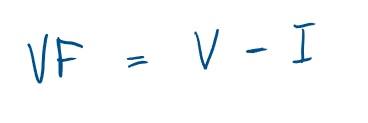 VF = V - I